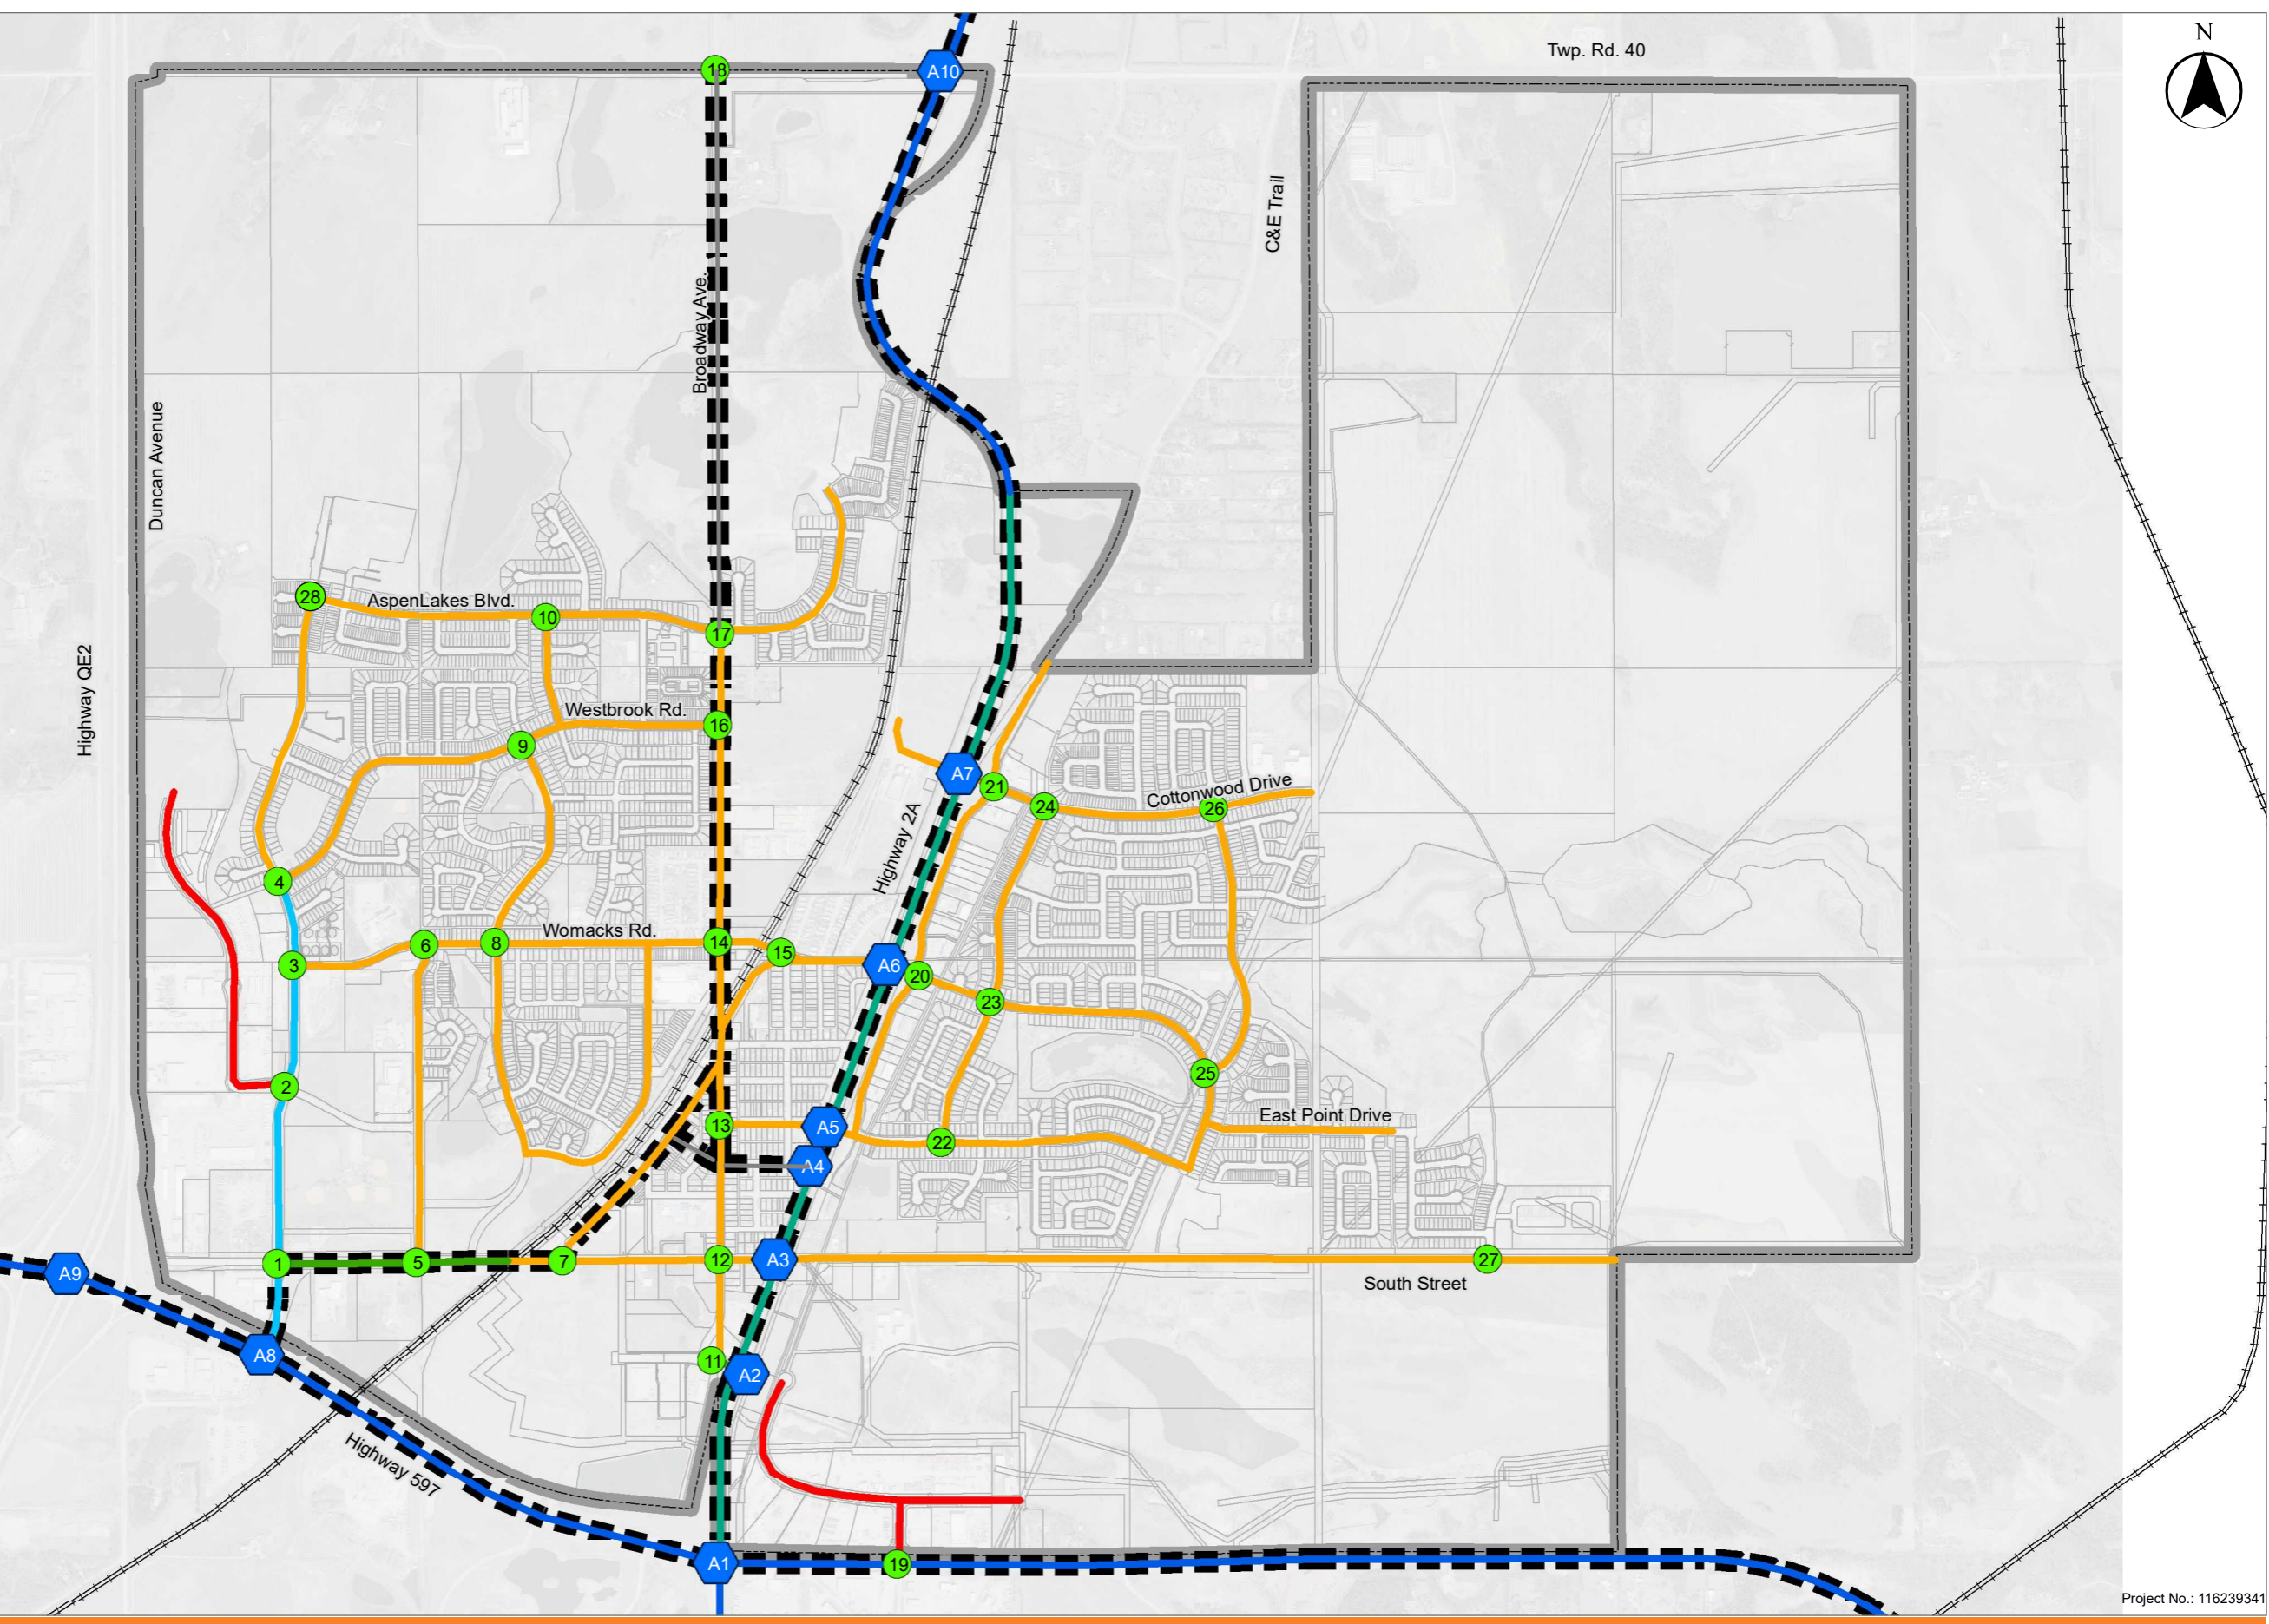 N
Twp. Rd. 40
18
A10
C&E Trail
Broadway Ave.
Duncan Avenue
28
AspenLakes Blvd.
10
17
Highway QE2
Westbrook Rd.
16
9
A7
21
24
Cottonwood Drive
26
Highway 2A
4
Womacks Rd.
6
8
14
15
3
A6
20
23
25
2
East Point Drive
13
A5
22
A4
1
5
7
12
A3
27
A9
South Street
A8
11
A2
Highway 597
A1
19
Project No.: 116239341